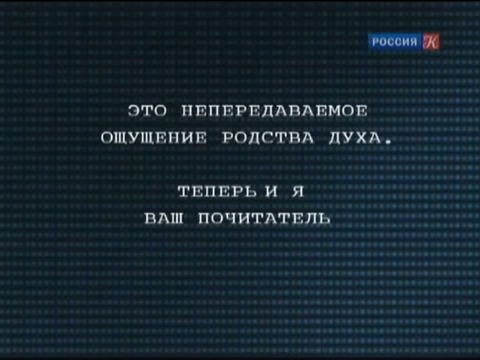 РОССИЯ К
ЭТО НЕПЕРЕДАВАЕМОЕ
ОЩУЩЕНИЕ РОДСТВА ДУХА.
ТЕПЕРЬ И Я
ВАШ ПОЧИТАТЕЛЬ